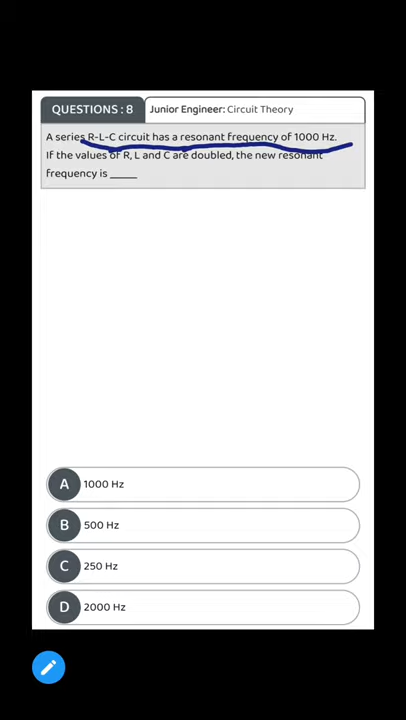 QUESTIONS : 8 Junior Engineer: Circuit Theory
A series R-L-C circuit has a resonant frequency of 1000 Hz.
If the values of R, L and C are doubled, the new resonant
frequency is _____
A 1000 Hz
B 500 Hz
C 250 Hz
D 2000 Hz